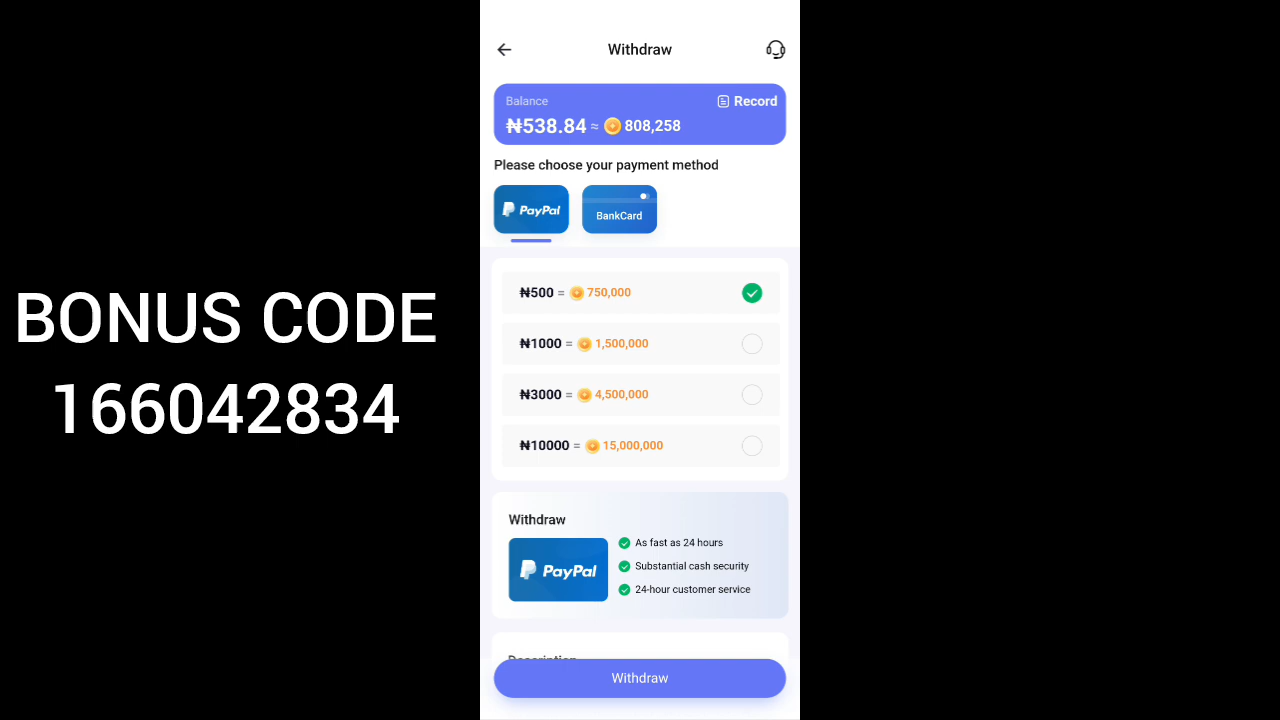 BONUS CODE
166042834
Withdraw
Balance
Record
₦538.84 ≈ 808,258
Please choose your payment method
PayPal
BankCard
₦500 = 750,000
₦1000 = 1,500,000
₦3000 = 4,500,000
₦10000 = 15,000,000
Withdraw
PayPal
As fast as 24 hours
Substantial cash security
24-hour customer service
Description
Withdraw